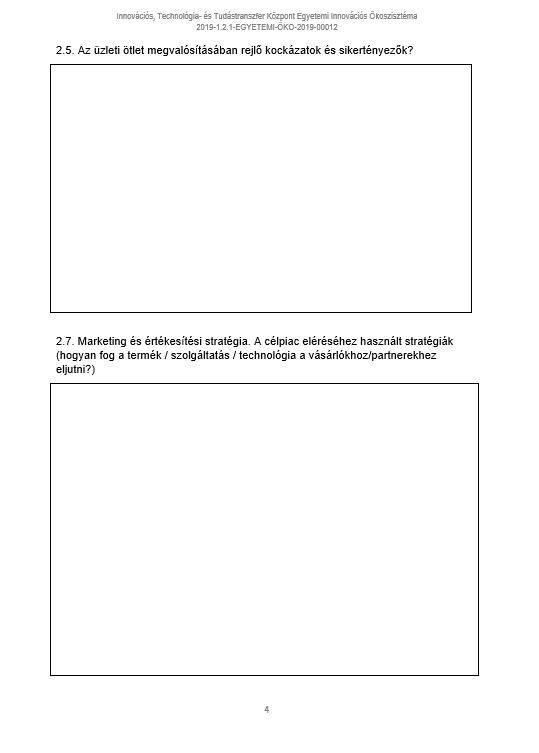 Innovációs, Technológia- és Tudástranszfer Központ Egyetemi Innovációs Ökoszisztéma
2019-1.2.1-EGYETEMI-ÖKO-2019-00012
2.5. Az üzleti ötlet megvalósításában rejlő kockázatok és sikertényezők?
2.7. Marketing és értékesítési stratégia. A célpiac eléréséhez használt stratégiák
(hogyan fog a termék / szolgáltatás / technológia a vásárlókhoz/partnerekhez
eljutni?)
4